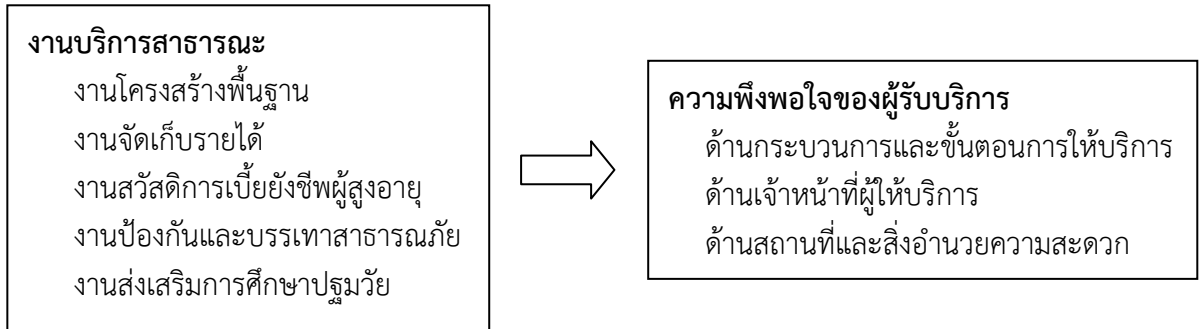 งานบริการสาธารณะ
งานโครงสร้างพื้นฐาน
งานจัดเก็บรายได้
งานสวัสดิการเบี้ยยังชีพผู้สูงอายุ
งานป้องกันและบรรเทาสาธารณภัย
งานส่งเสริมการศึกษาปฐมวัย
ความพึงพอใจของผู้รับบริการ
ด้านกระบวนการและขั้นตอนการให้บริการ
ด้านเจ้าหน้าที่ผู้ให้บริการ
ด้านสถานที่และสิ่งอำนวยความสะดวก